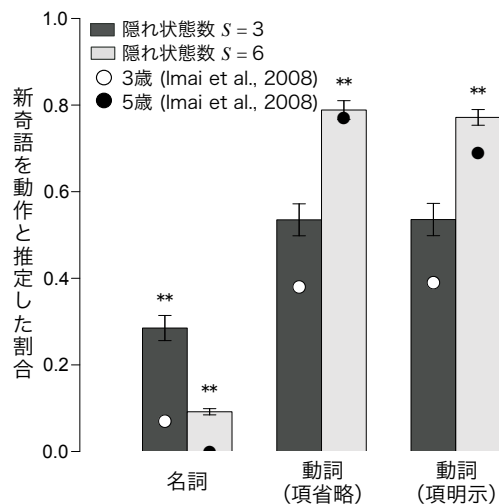 1.0
0.8
0.6
0.4
0.2
0.0
新奇語を動作と推定した割合
隠れ状態数 S = 3
隠れ状態数 S = 6
3歳 (Imai et al., 2008)
5歳 (Imai et al., 2008)
**
**
**
**
名詞
動詞
(項省略)
動詞
(項明示)